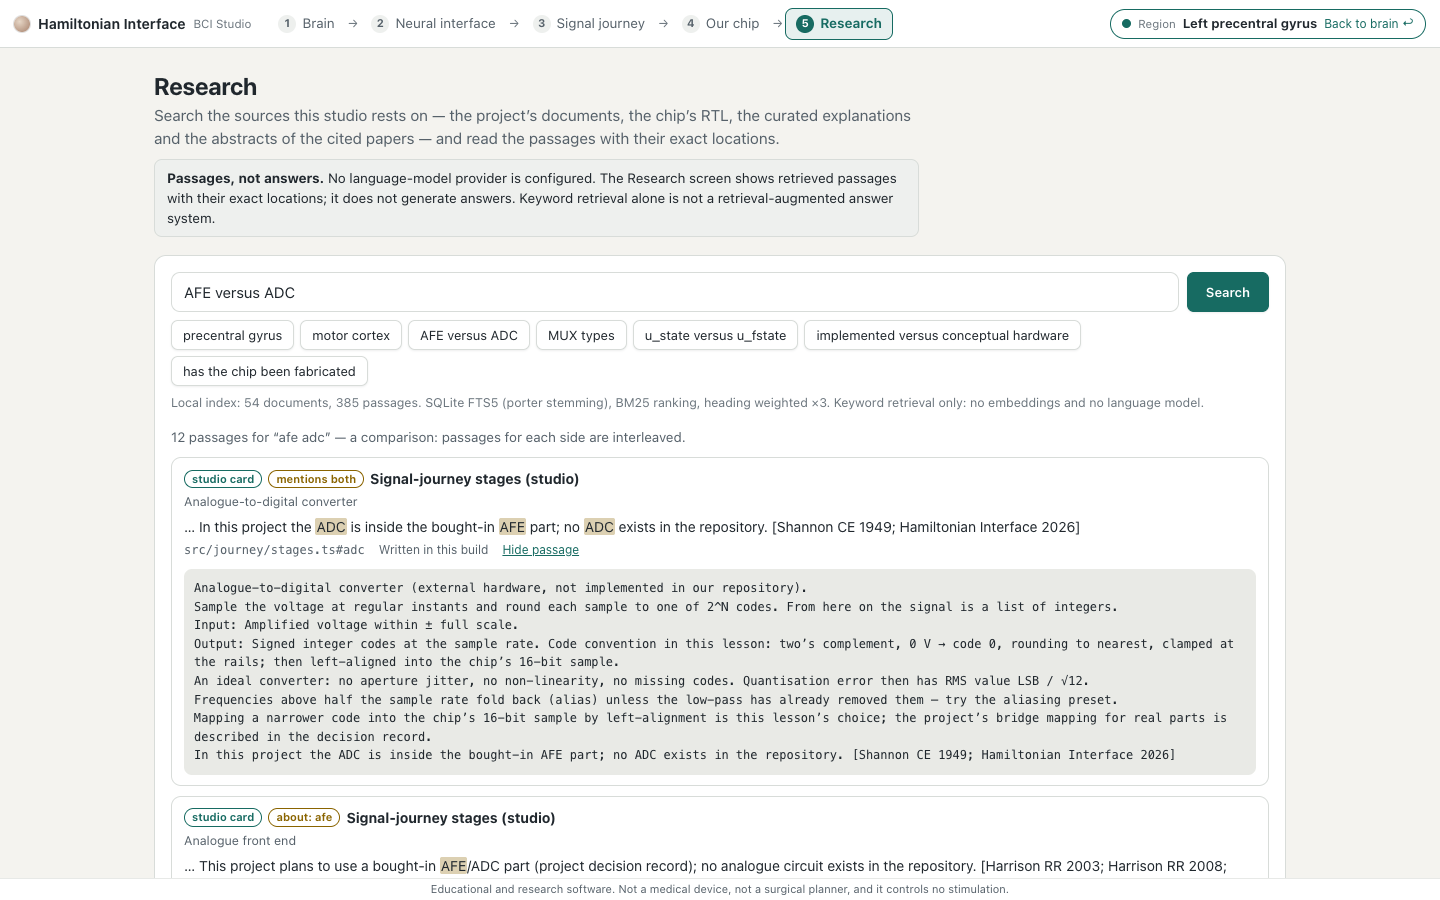 Hamiltonian Interface BCI Studio 1 Brain → 2 Neural interface → 3 Signal journey → 4 Our chip → 5 Research Region Left precentral gyrus Back to brain ↩
Research
Search the sources this studio rests on — the project’s documents, the chip’s RTL, the curated explanations
and the abstracts of the cited papers — and read the passages with their exact locations.
Passages, not answers. No language-model provider is configured. The Research screen shows retrieved passages
with their exact locations; it does not generate answers. Keyword retrieval alone is not a retrieval-augmented answer
system.
AFE versus ADC Search
precentral gyrus motor cortex AFE versus ADC MUX types u_state versus u_fstate implemented versus conceptual hardware
has the chip been fabricated
Local index: 54 documents, 385 passages. SQLite FTS5 (porter stemming), BM25 ranking, heading weighted ×3. Keyword retrieval only: no embeddings and no language model.
12 passages for “afe adc” — a comparison: passages for each side are interleaved.
studio card mentions both Signal-journey stages (studio)
Analogue-to-digital converter
... In this project the ADC is inside the bought-in AFE part; no ADC exists in the repository. [Shannon CE 1949; Hamiltonian Interface 2026]
src/journey/stages.ts#adc Written in this build Hide passage
Analogue-to-digital converter (external hardware, not implemented in our repository).
Sample the voltage at regular instants and round each sample to one of 2^N codes. From here on the signal is a list of integers.
Input: Amplified voltage within ± full scale.
Output: Signed integer codes at the sample rate. Code convention in this lesson: two’s complement, 0 V → code 0, rounding to nearest, clamped at
the rails; then left-aligned into the chip’s 16-bit sample.
An ideal converter: no aperture jitter, no non-linearity, no missing codes. Quantisation error then has RMS value LSB / √12.
Frequencies above half the sample rate fold back (alias) unless the low-pass has already removed them — try the aliasing preset.
Mapping a narrower code into the chip’s 16-bit sample by left-alignment is this lesson’s choice; the project’s bridge mapping for real parts is
described in the decision record.
In this project the ADC is inside the bought-in AFE part; no ADC exists in the repository. [Shannon CE 1949; Hamiltonian Interface 2026]
studio card about: afe Signal-journey stages (studio)
Analogue front end
... This project plans to use a bought-in AFE/ADC part (project decision record); no analogue circuit exists in the repository. [Harrison RR 2003; Harrison RR 2008;
Educational and research software. Not a medical device, not a surgical planner, and it controls no stimulation.